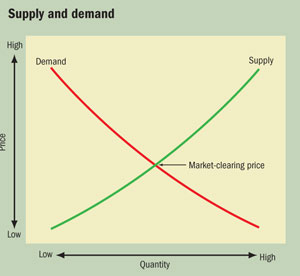 Supply and demand
High
Demand
Supply
Price
Market-clearing price
Low
Low
Quantity
High